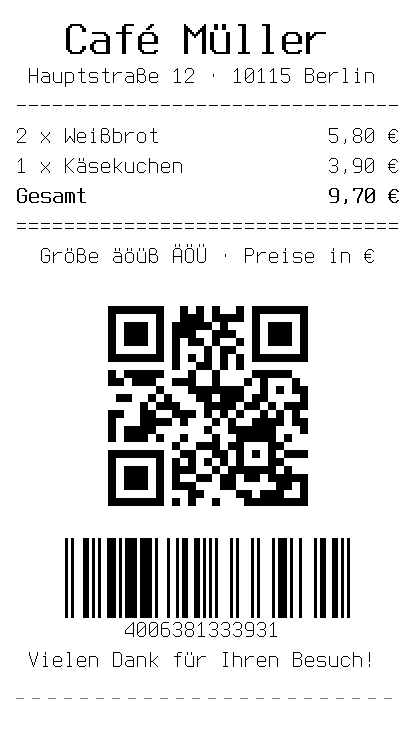 Café Müller
Hauptstraße 12 · 10115 Berlin
2 x Weißbrot 5,80 €
1 x Käsekuchen 3,90 €
Gesamt 9,70 €
Größe äöüß ÄÖÜ · Preise in €
4006381333931
Vielen Dank für Ihren Besuch!